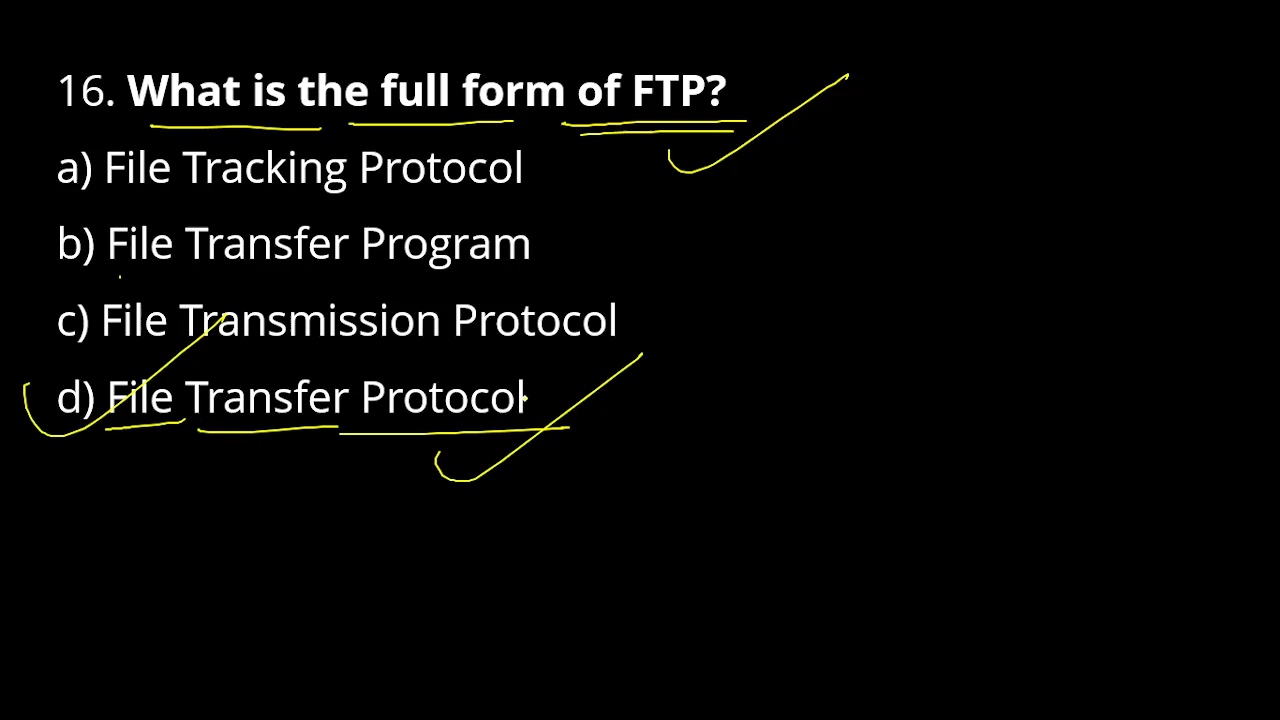 16. What is the full form of FTP?
a) File Tracking Protocol
b) File Transfer Program
c) File Transmission Protocol
d) File Transfer Protocol